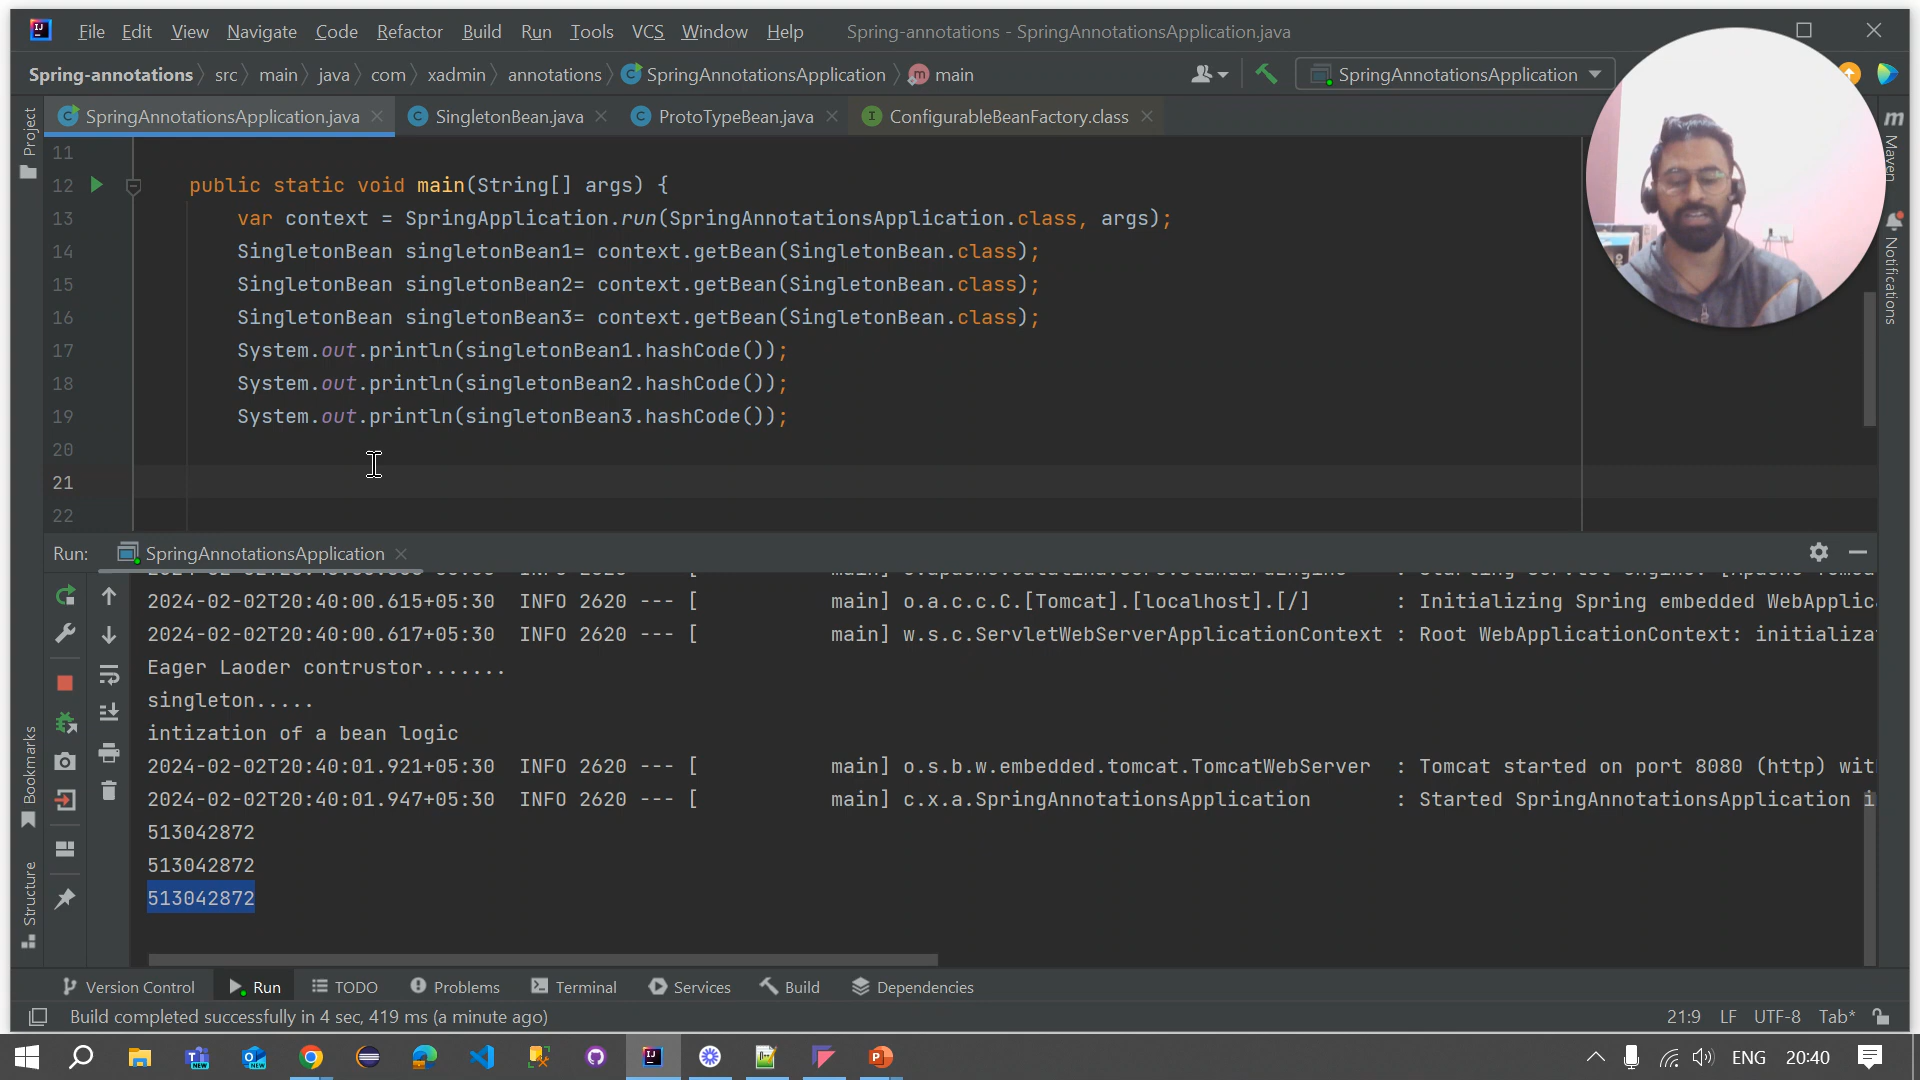 File Edit View Navigate Code Refactor Build Run Tools VCS Window Help Spring-annotations - SpringAnnotationsApplication.java
Spring-annotations src main java com xadmin annotations SpringAnnotationsApplication main SpringAnnotationsApplication
SpringAnnotationsApplication.java SingletonBean.java ProtoTypeBean.java ConfigurableBeanFactory.class
Project
Maven
Notifications
11
12 public static void main(String[] args) {
13 var context = SpringApplication.run(SpringAnnotationsApplication.class, args);
14 SingletonBean singletonBean1= context.getBean(SingletonBean.class);
15 SingletonBean singletonBean2= context.getBean(SingletonBean.class);
16 SingletonBean singletonBean3= context.getBean(SingletonBean.class);
17 System.out.println(singletonBean1.hashCode());
18 System.out.println(singletonBean2.hashCode());
19 System.out.println(singletonBean3.hashCode());
20
21
22
Run: SpringAnnotationsApplication
2024-02-02T20:40:00.615+05:30 INFO 2620 --- [ main] o.a.c.c.C.[Tomcat].[localhost].[/] : Initializing Spring embedded WebApplic
2024-02-02T20:40:00.617+05:30 INFO 2620 --- [ main] w.s.c.ServletWebServerApplicationContext : Root WebApplicationContext: initializa
Eager Laoder contrustor.......
singleton.....
intization of a bean logic
2024-02-02T20:40:01.921+05:30 INFO 2620 --- [ main] o.s.b.w.embedded.tomcat.TomcatWebServer : Tomcat started on port 8080 (http) wit
2024-02-02T20:40:01.947+05:30 INFO 2620 --- [ main] c.x.a.SpringAnnotationsApplication : Started SpringAnnotationsApplication i
513042872
513042872
513042872
Bookmarks
Structure
Version Control Run TODO Problems Terminal Services Build Dependencies
Build completed successfully in 4 sec, 419 ms (a minute ago) 21:9 LF UTF-8 Tab*
ENG 20:40